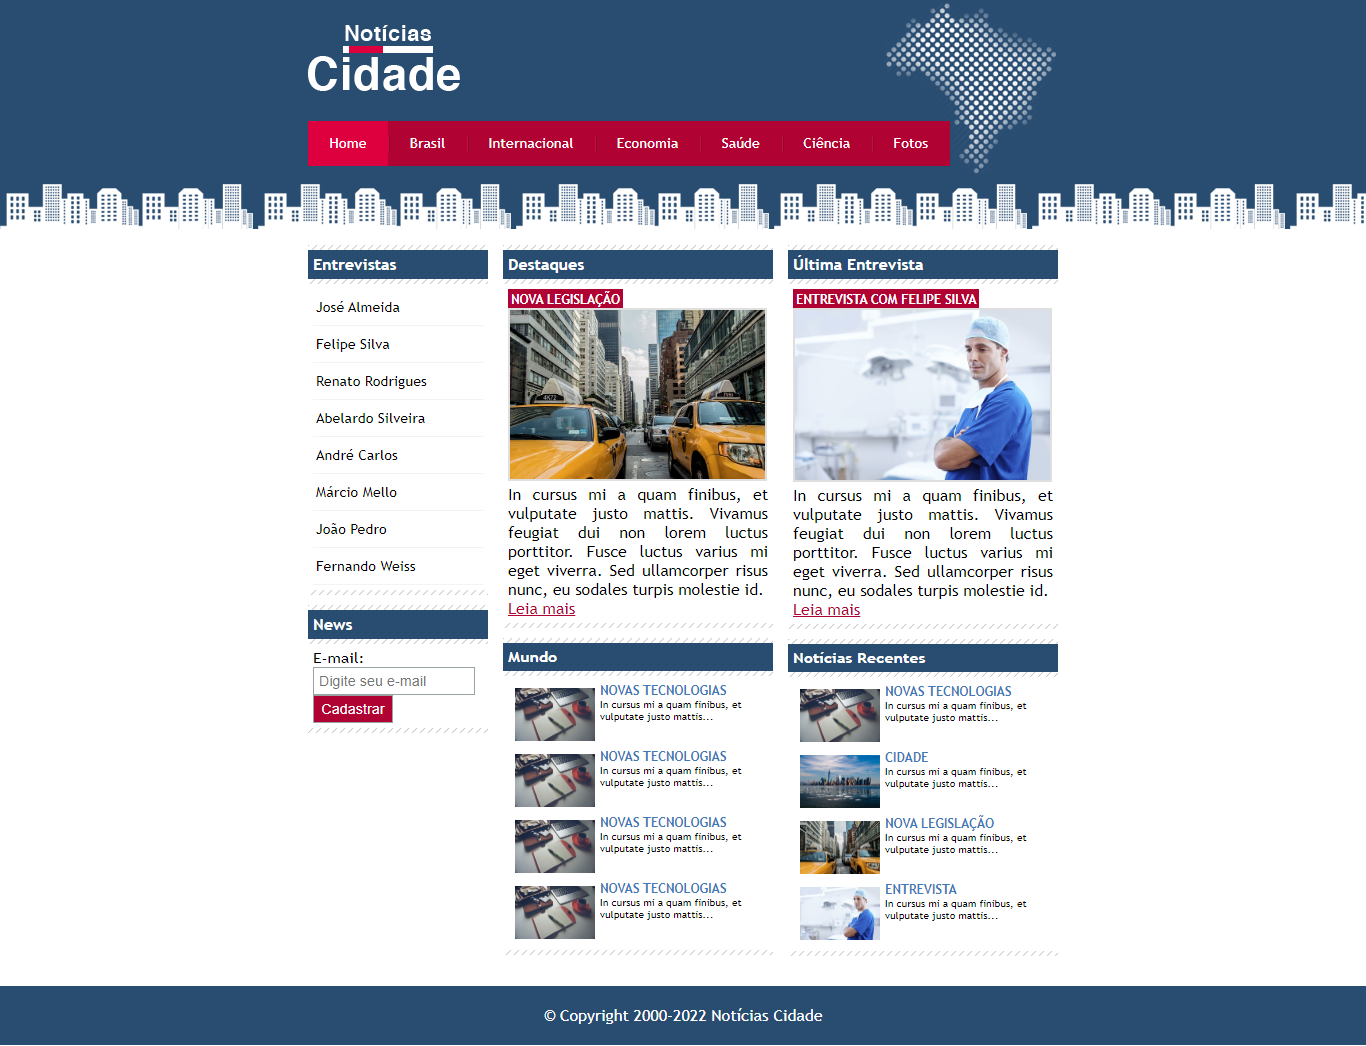 Notícias
Cidade
Home
Brasil
Internacional
Economia
Saúde
Ciência
Fotos
Entrevistas
José Almeida
Felipe Silva
Renato Rodrigues
Abelardo Silveira
André Carlos
Márcio Mello
João Pedro
Fernando Weiss
News
E-mail:
Digite seu e-mail
Cadastrar
Destaques
NOVA LEGISLAÇÃO
In cursus mi a quam finibus, et
vulputate justo mattis. Vivamus
feugiat dui non lorem luctus
porttitor. Fusce luctus varius mi
eget viverra. Sed ullamcorper risus
nunc, eu sodales turpis molestie id.
Leia mais
Mundo
NOVAS TECNOLOGIAS
In cursus mi a quam finibus, et
vulputate justo mattis...
NOVAS TECNOLOGIAS
In cursus mi a quam finibus, et
vulputate justo mattis...
NOVAS TECNOLOGIAS
In cursus mi a quam finibus, et
vulputate justo mattis...
NOVAS TECNOLOGIAS
In cursus mi a quam finibus, et
vulputate justo mattis...
Última Entrevista
ENTREVISTA COM FELIPE SILVA
In cursus mi a quam finibus, et
vulputate justo mattis. Vivamus
feugiat dui non lorem luctus
porttitor. Fusce luctus varius mi
eget viverra. Sed ullamcorper risus
nunc, eu sodales turpis molestie id.
Leia mais
Notícias Recentes
NOVAS TECNOLOGIAS
In cursus mi a quam finibus, et
vulputate justo mattis...
CIDADE
In cursus mi a quam finibus, et
vulputate justo mattis...
NOVA LEGISLAÇÃO
In cursus mi a quam finibus, et
vulputate justo mattis...
ENTREVISTA
In cursus mi a quam finibus, et
vulputate justo mattis...
© Copyright 2000-2022 Notícias Cidade